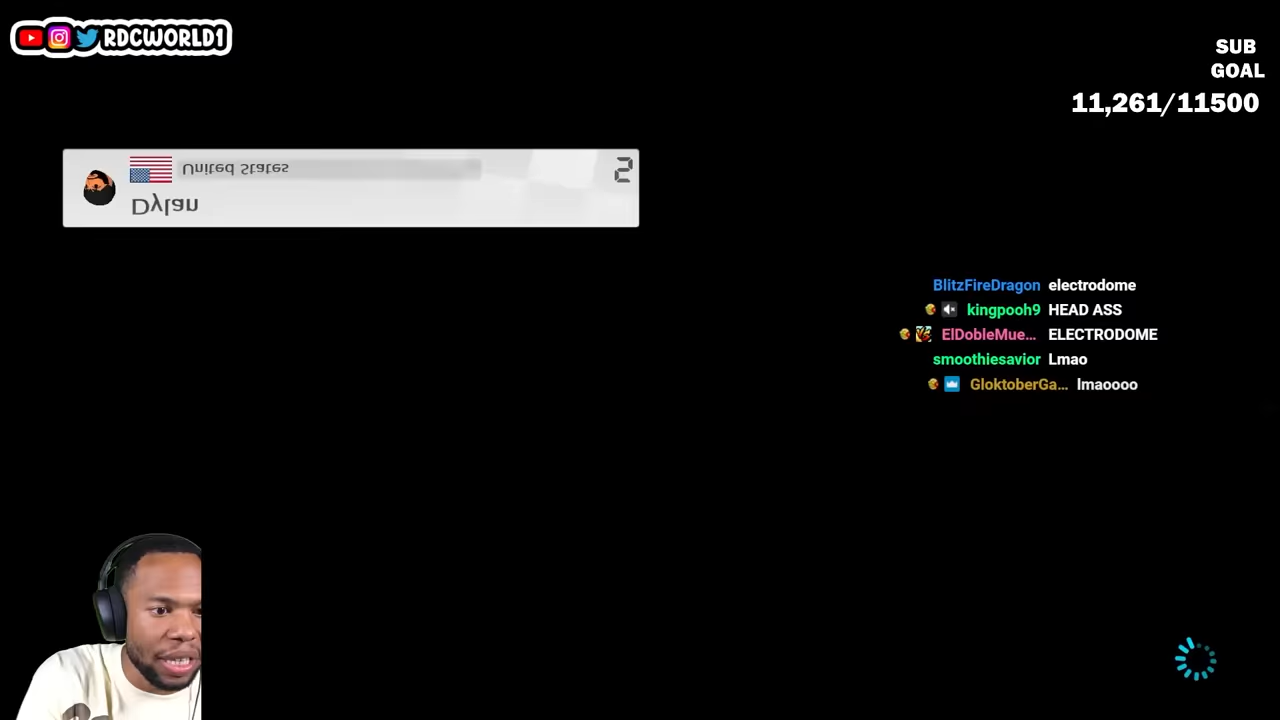 RDCWORLD1
SUB
GOAL
11,261/11500
United States
2
Dylan
BlitzFireDragon electrodome
kingpooh9 HEAD ASS
ElDobleMue... ELECTRODOME
smoothiesavior Lmao
GloktoberGa... lmaoooo